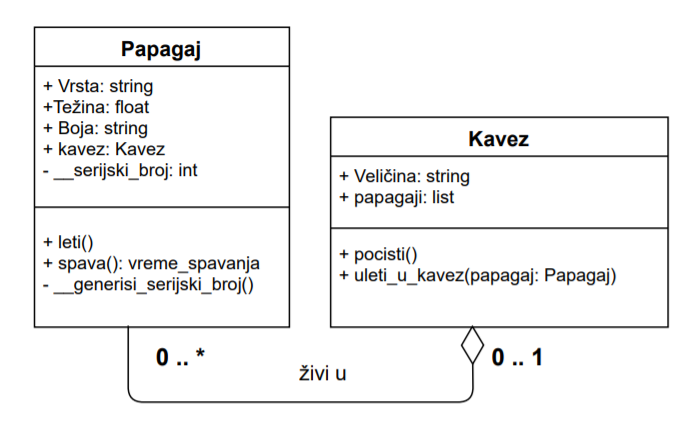 Papagaj
+ Vrsta: string
+Težina: float
+ Boja: string
+ kavez: Kavez
- __serijski_broj: int
+ leti()
+ spava(): vreme_spavanja
- __generisi_serijski_broj()
Kavez
+ Veličina: string
+ papagaji: list
+ pocisti()
+ uleti_u_kavez(papagaj: Papagaj)
0 .. *
živi u
0 .. 1